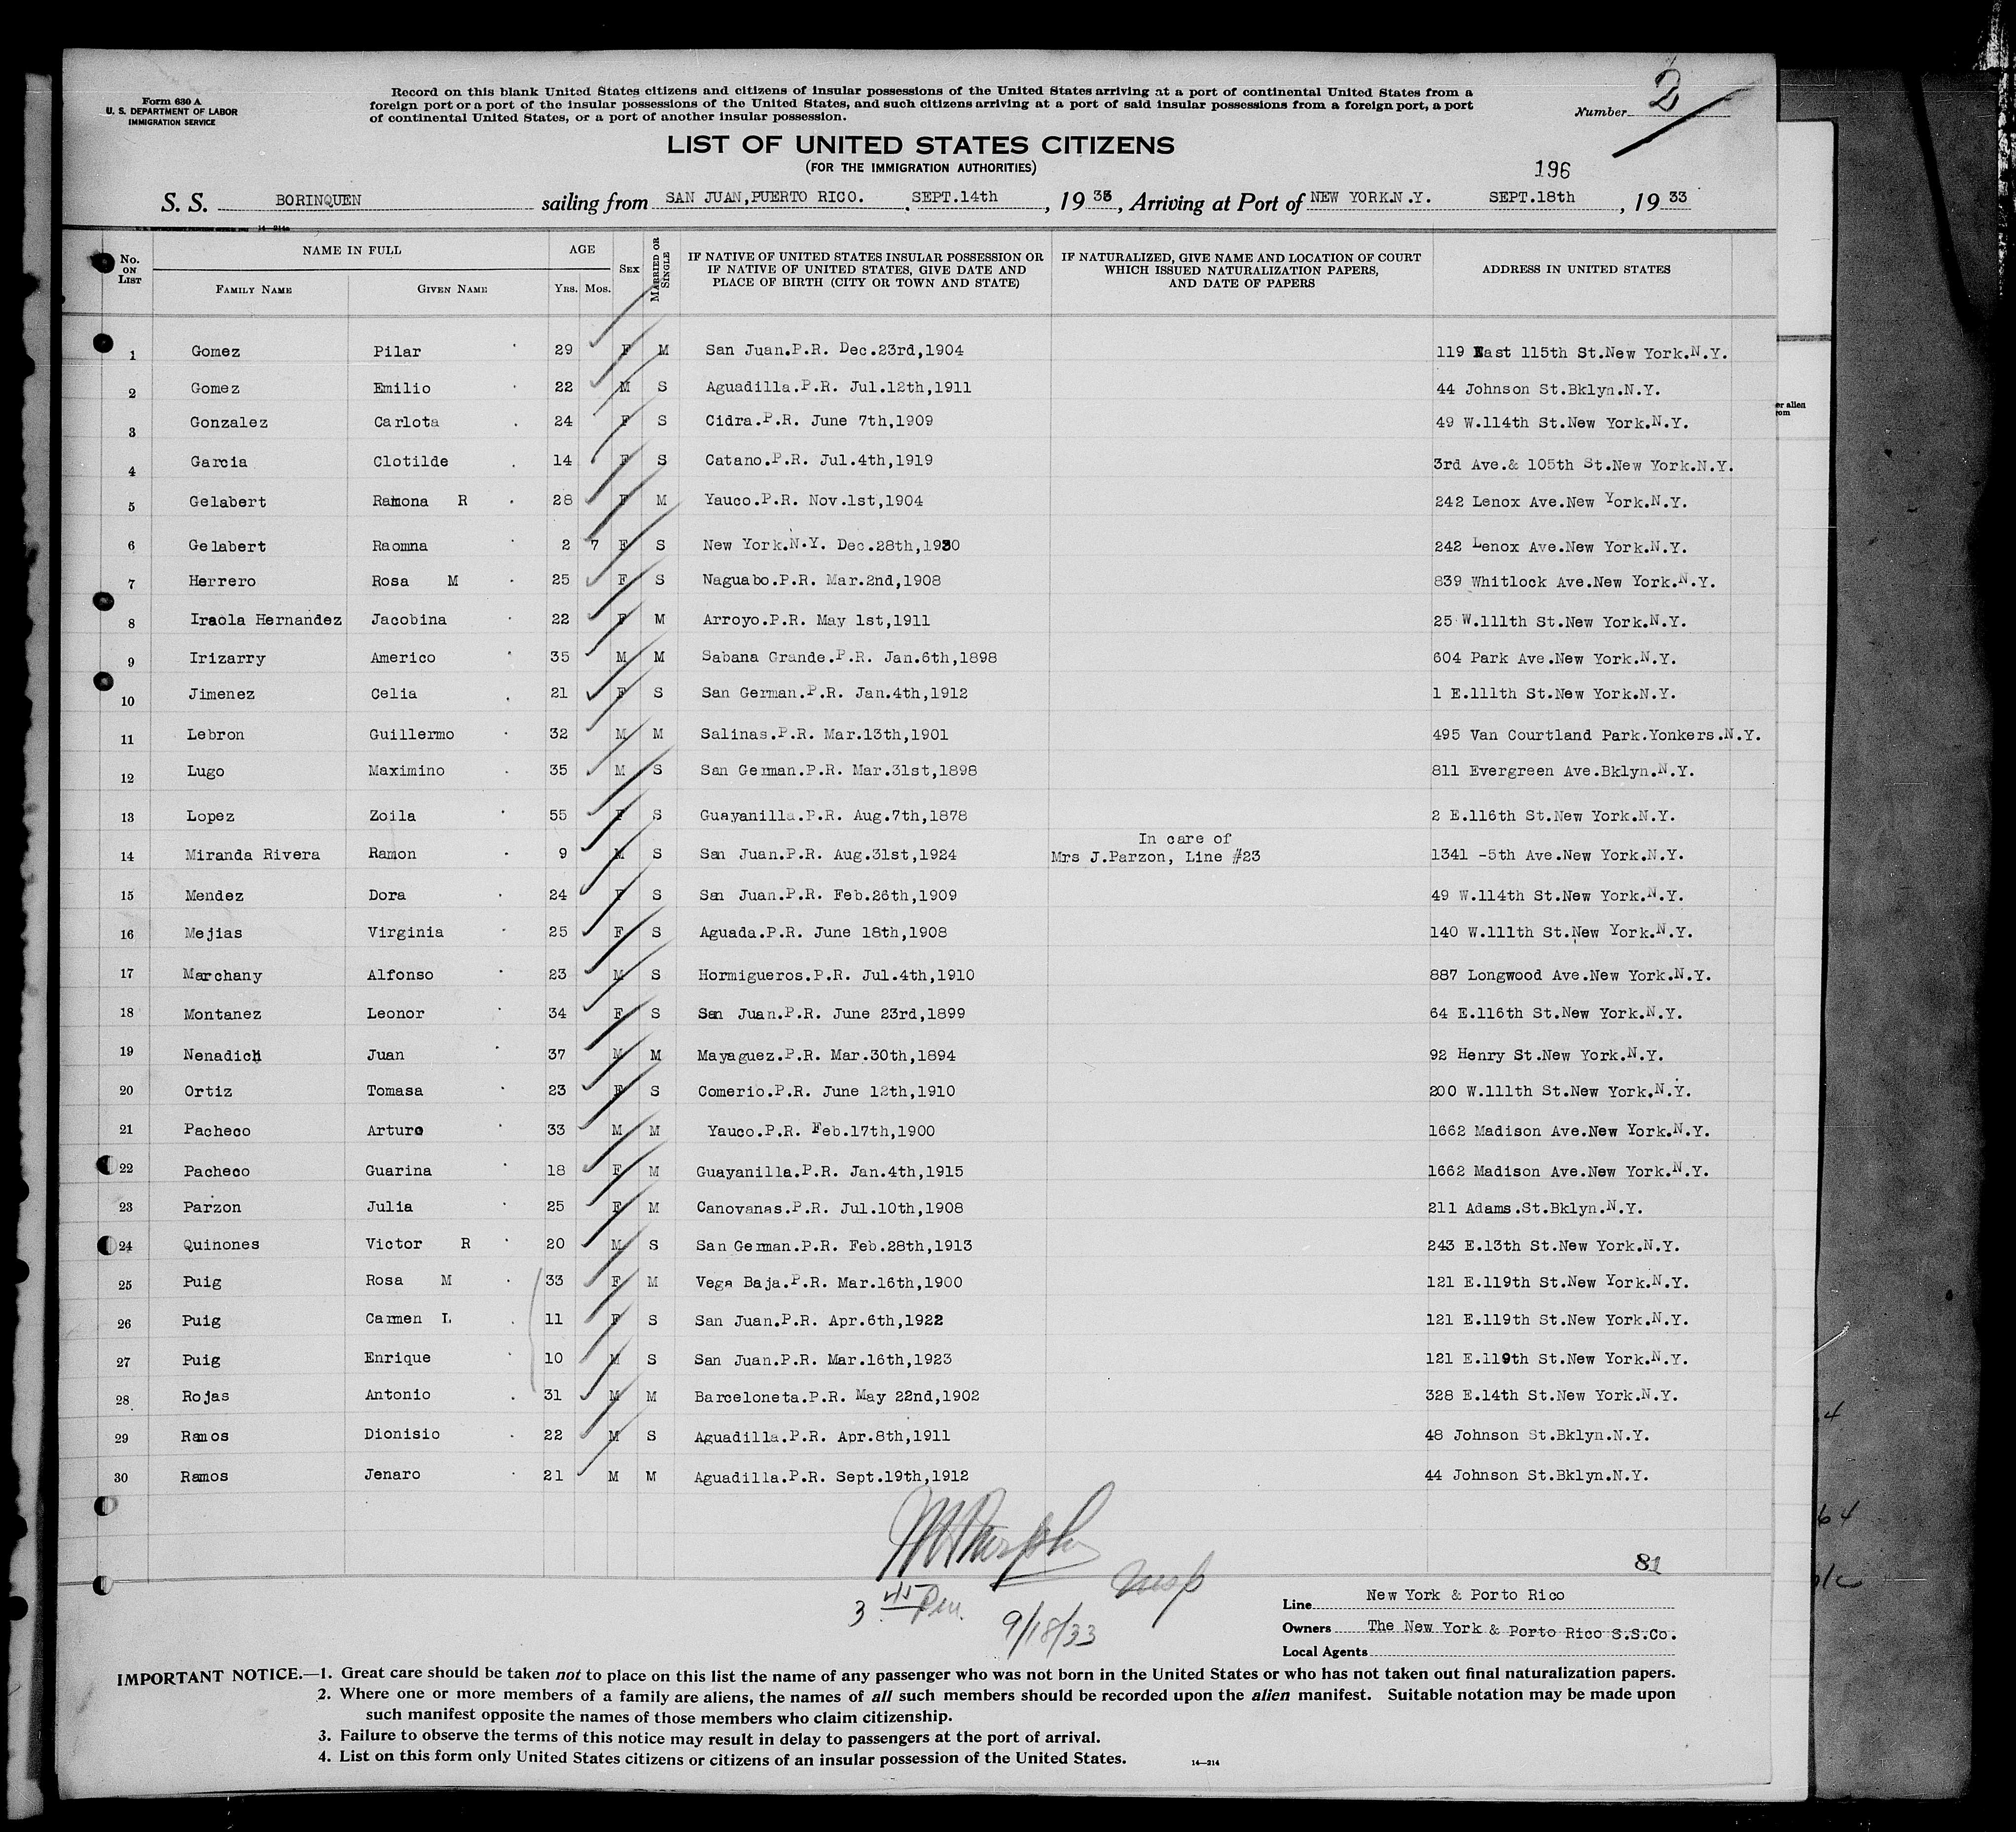 Form 630 A
U. S. DEPARTMENT OF LABOR
IMMIGRATION SERVICE
Record on this blank United States citizens and citizens of insular possessions of the United States arriving at a port of continental United States from a
foreign port or a port of the insular possessions of the United States, and such citizens arriving at a port of said insular possessions from a foreign port, a port
of continental United States, or a port of another insular possession.
Number 2
LIST OF UNITED STATES CITIZENS
(FOR THE IMMIGRATION AUTHORITIES)
196
S. S. BORINQUEN sailing from SAN JUAN,PUERTO RICO. SEPT.14th , 19 33 , Arriving at Port of NEW YORK.N.Y. SEPT.18th , 19 33
No. ON LIST NAME IN FULL FAMILY NAME GIVEN NAME AGE YRS. MOS. SEX MARRIED OR SINGLE IF NATIVE OF UNITED STATES INSULAR POSSESSION OR IF NATIVE OF UNITED STATES, GIVE DATE AND PLACE OF BIRTH (CITY OR TOWN AND STATE) IF NATURALIZED, GIVE NAME AND LOCATION OF COURT WHICH ISSUED NATURALIZATION PAPERS, AND DATE OF PAPERS ADDRESS IN UNITED STATES
1 Gomez Pilar 29 F M San Juan.P.R. Dec.23rd,1904 119 East 115th St.New York.N.Y.
2 Gomez Emilio 22 M S Aguadilla.P.R. Jul.12th,1911 44 Johnson St.Bklyn.N.Y.
3 Gonzalez Carlota 24 F S Cidra.P.R. June 7th,1909 49 W.114th St.New York.N.Y.
4 Garcia Clotilde 14 F S Catano.P.R. Jul.4th,1919 3rd Ave.& 105th St.New York.N.Y.
5 Gelabert Ramona R 28 F M Yauco.P.R. Nov.1st,1904 242 Lenox Ave.New York.N.Y.
6 Gelabert Raomna 2 7 F S New York.N.Y. Dec.28th,1930 242 Lenox Ave.New York.N.Y.
7 Herrero Rosa M 25 F S Naguabo.P.R. Mar.2nd,1908 839 Whitlock Ave.New York.N.Y.
8 Iraola Hernandez Jacobina 22 F M Arroyo.P.R. May 1st,1911 25 W.111th St.New York.N.Y.
9 Irizarry Americo 35 M M Sabana Grande.P.R. Jan.6th,1898 604 Park Ave.New York.N.Y.
10 Jimenez Celia 21 F S San German.P.R. Jan.4th,1912 1 E.111th St.New York.N.Y.
11 Lebron Guillermo 32 M M Salinas.P.R. Mar.13th,1901 495 Van Courtland Park.Yonkers.N.Y.
12 Lugo Maximino 35 M S San German.P.R. Mar.31st,1898 811 Evergreen Ave.Bklyn.N.Y.
13 Lopez Zoila 55 F S Guayanilla.P.R. Aug.7th,1878 2 E.116th St.New York.N.Y.
In care of
14 Miranda Rivera Ramon 9 M S San Juan.P.R. Aug.31st,1924 Mrs J.Parzon, Line #23 1341 -5th Ave.New York.N.Y.
15 Mendez Dora 24 F S San Juan.P.R. Feb.26th,1909 49 W.114th St.New York.N.Y.
16 Mejias Virginia 25 F S Aguada.P.R. June 18th,1908 140 W.111th St.New York.N.Y.
17 Marchany Alfonso 23 M S Hormigueros.P.R. Jul.4th,1910 887 Longwood Ave.New York.N.Y.
18 Montanez Leonor 34 F S San Juan.P.R. June 23rd,1899 64 E.116th St.New York.N.Y.
19 Nenadich Juan 37 M M Mayaguez.P.R. Mar.30th,1894 92 Henry St.New York.N.Y.
20 Ortiz Tomasa 23 F S Comerio.P.R. June 12th,1910 200 W.111th St.New York.N.Y.
21 Pacheco Arturo 33 M M Yauco.P.R. Feb.17th,1900 1662 Madison Ave.New York.N.Y.
22 Pacheco Guarina 18 F M Guayanilla.P.R. Jan.4th,1915 1662 Madison Ave.New York.N.Y.
23 Parzon Julia 25 F M Canovanas.P.R. Jul.10th,1908 211 Adams.St.Bklyn.N.Y.
24 Quinones Victor R 20 M S San German.P.R. Feb.28th,1913 243 E.13th St.New York.N.Y.
25 Puig Rosa M 33 F M Vega Baja.P.R. Mar.16th,1900 121 E.119th St.New York.N.Y.
26 Puig Carmen L 11 F S San Juan.P.R. Apr.6th,1922 121 E.119th St.New York.N.Y.
27 Puig Enrique 10 M S San Juan.P.R. Mar.16th,1923 121 E.119th St.New York.N.Y.
28 Rojas Antonio 31 M M Barceloneta.P.R. May 22nd,1902 328 E.14th St.New York.N.Y.
29 Ramos Dionisio 22 M S Aguadilla.P.R. Apr.8th,1911 48 Johnson St.Bklyn.N.Y.
30 Ramos Jenaro 21 M M Aguadilla.P.R. Sept.19th,1912 44 Johnson St.Bklyn.N.Y.
Murphy
Insp
81
3 45 Pm. 9/18/33
Line New York & Porto Rico
Owners The New York & Porto Rico S.S.Co.
Local Agents
IMPORTANT NOTICE.—1. Great care should be taken not to place on this list the name of any passenger who was not born in the United States or who has not taken out final naturalization papers.
2. Where one or more members of a family are aliens, the names of all such members should be recorded upon the alien manifest. Suitable notation may be made upon
such manifest opposite the names of those members who claim citizenship.
3. Failure to observe the terms of this notice may result in delay to passengers at the port of arrival.
4. List on this form only United States citizens or citizens of an insular possession of the United States.
14—214